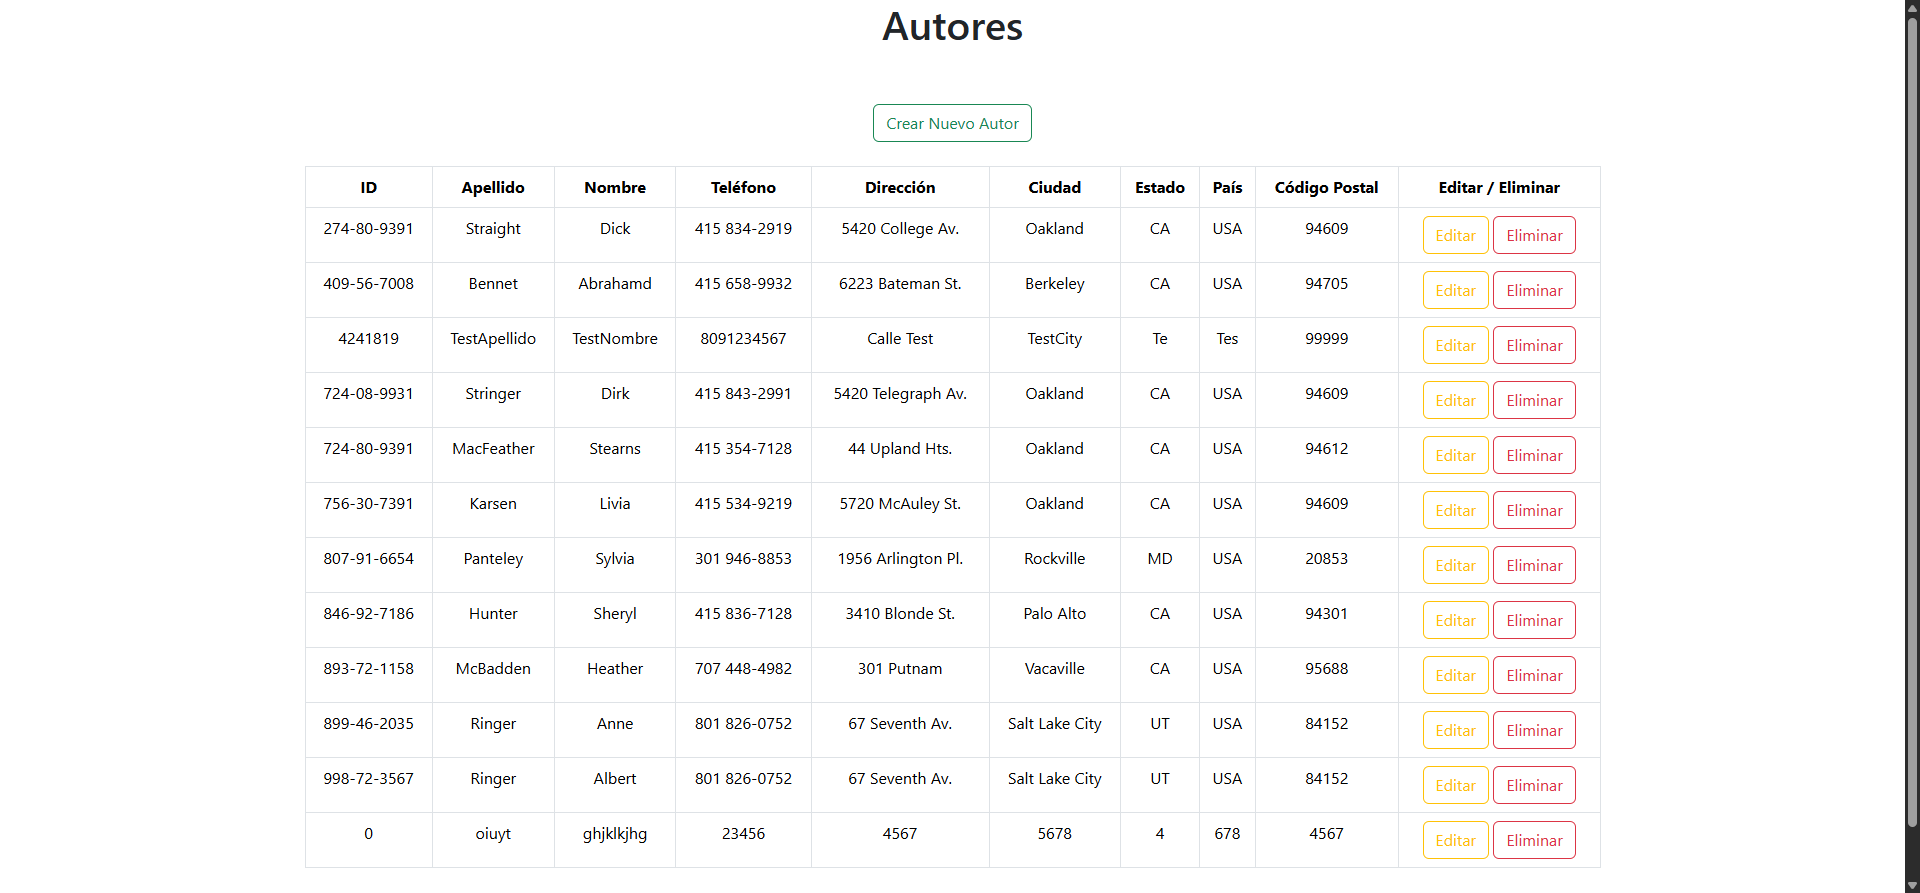 Autores
Crear Nuevo Autor
ID Apellido Nombre Teléfono Dirección Ciudad Estado País Código Postal Editar / Eliminar
274-80-9391 Straight Dick 415 834-2919 5420 College Av. Oakland CA USA 94609 Editar Eliminar
409-56-7008 Bennet Abrahamd 415 658-9932 6223 Bateman St. Berkeley CA USA 94705 Editar Eliminar
4241819 TestApellido TestNombre 8091234567 Calle Test TestCity Te Tes 99999 Editar Eliminar
724-08-9931 Stringer Dirk 415 843-2991 5420 Telegraph Av. Oakland CA USA 94609 Editar Eliminar
724-80-9391 MacFeather Stearns 415 354-7128 44 Upland Hts. Oakland CA USA 94612 Editar Eliminar
756-30-7391 Karsen Livia 415 534-9219 5720 McAuley St. Oakland CA USA 94609 Editar Eliminar
807-91-6654 Panteley Sylvia 301 946-8853 1956 Arlington Pl. Rockville MD USA 20853 Editar Eliminar
846-92-7186 Hunter Sheryl 415 836-7128 3410 Blonde St. Palo Alto CA USA 94301 Editar Eliminar
893-72-1158 McBadden Heather 707 448-4982 301 Putnam Vacaville CA USA 95688 Editar Eliminar
899-46-2035 Ringer Anne 801 826-0752 67 Seventh Av. Salt Lake City UT USA 84152 Editar Eliminar
998-72-3567 Ringer Albert 801 826-0752 67 Seventh Av. Salt Lake City UT USA 84152 Editar Eliminar
0 oiuyt ghjklkjhg 23456 4567 5678 4 678 4567 Editar Eliminar